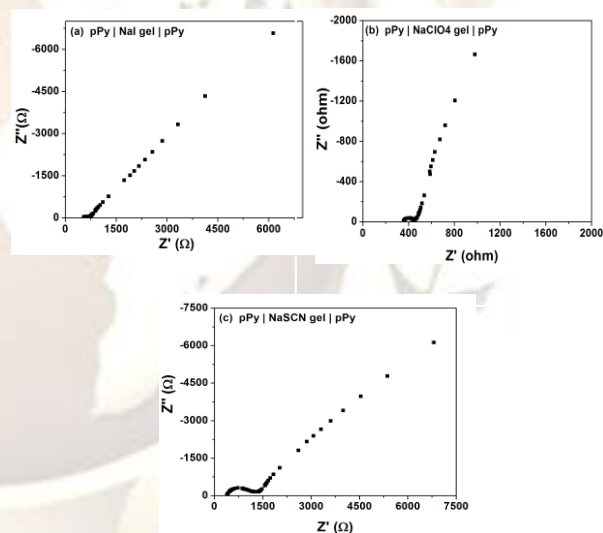 (a) pPy | NaI gel | pPy
-6000
-4500
-3000
-1500
0
Z''(Ω)
0 1500 3000 4500 6000
Z' (Ω)
(b) pPy | NaClO4 gel | pPy
-2000
-1600
-1200
-800
-400
0
Z'' (ohm)
0 400 800 1200 1600 2000
Z' (ohm)
(c) pPy | NaSCN gel | pPy
-7500
-6000
-4500
-3000
-1500
0
Z'' (Ω)
0 1500 3000 4500 6000 7500
Z' (Ω)